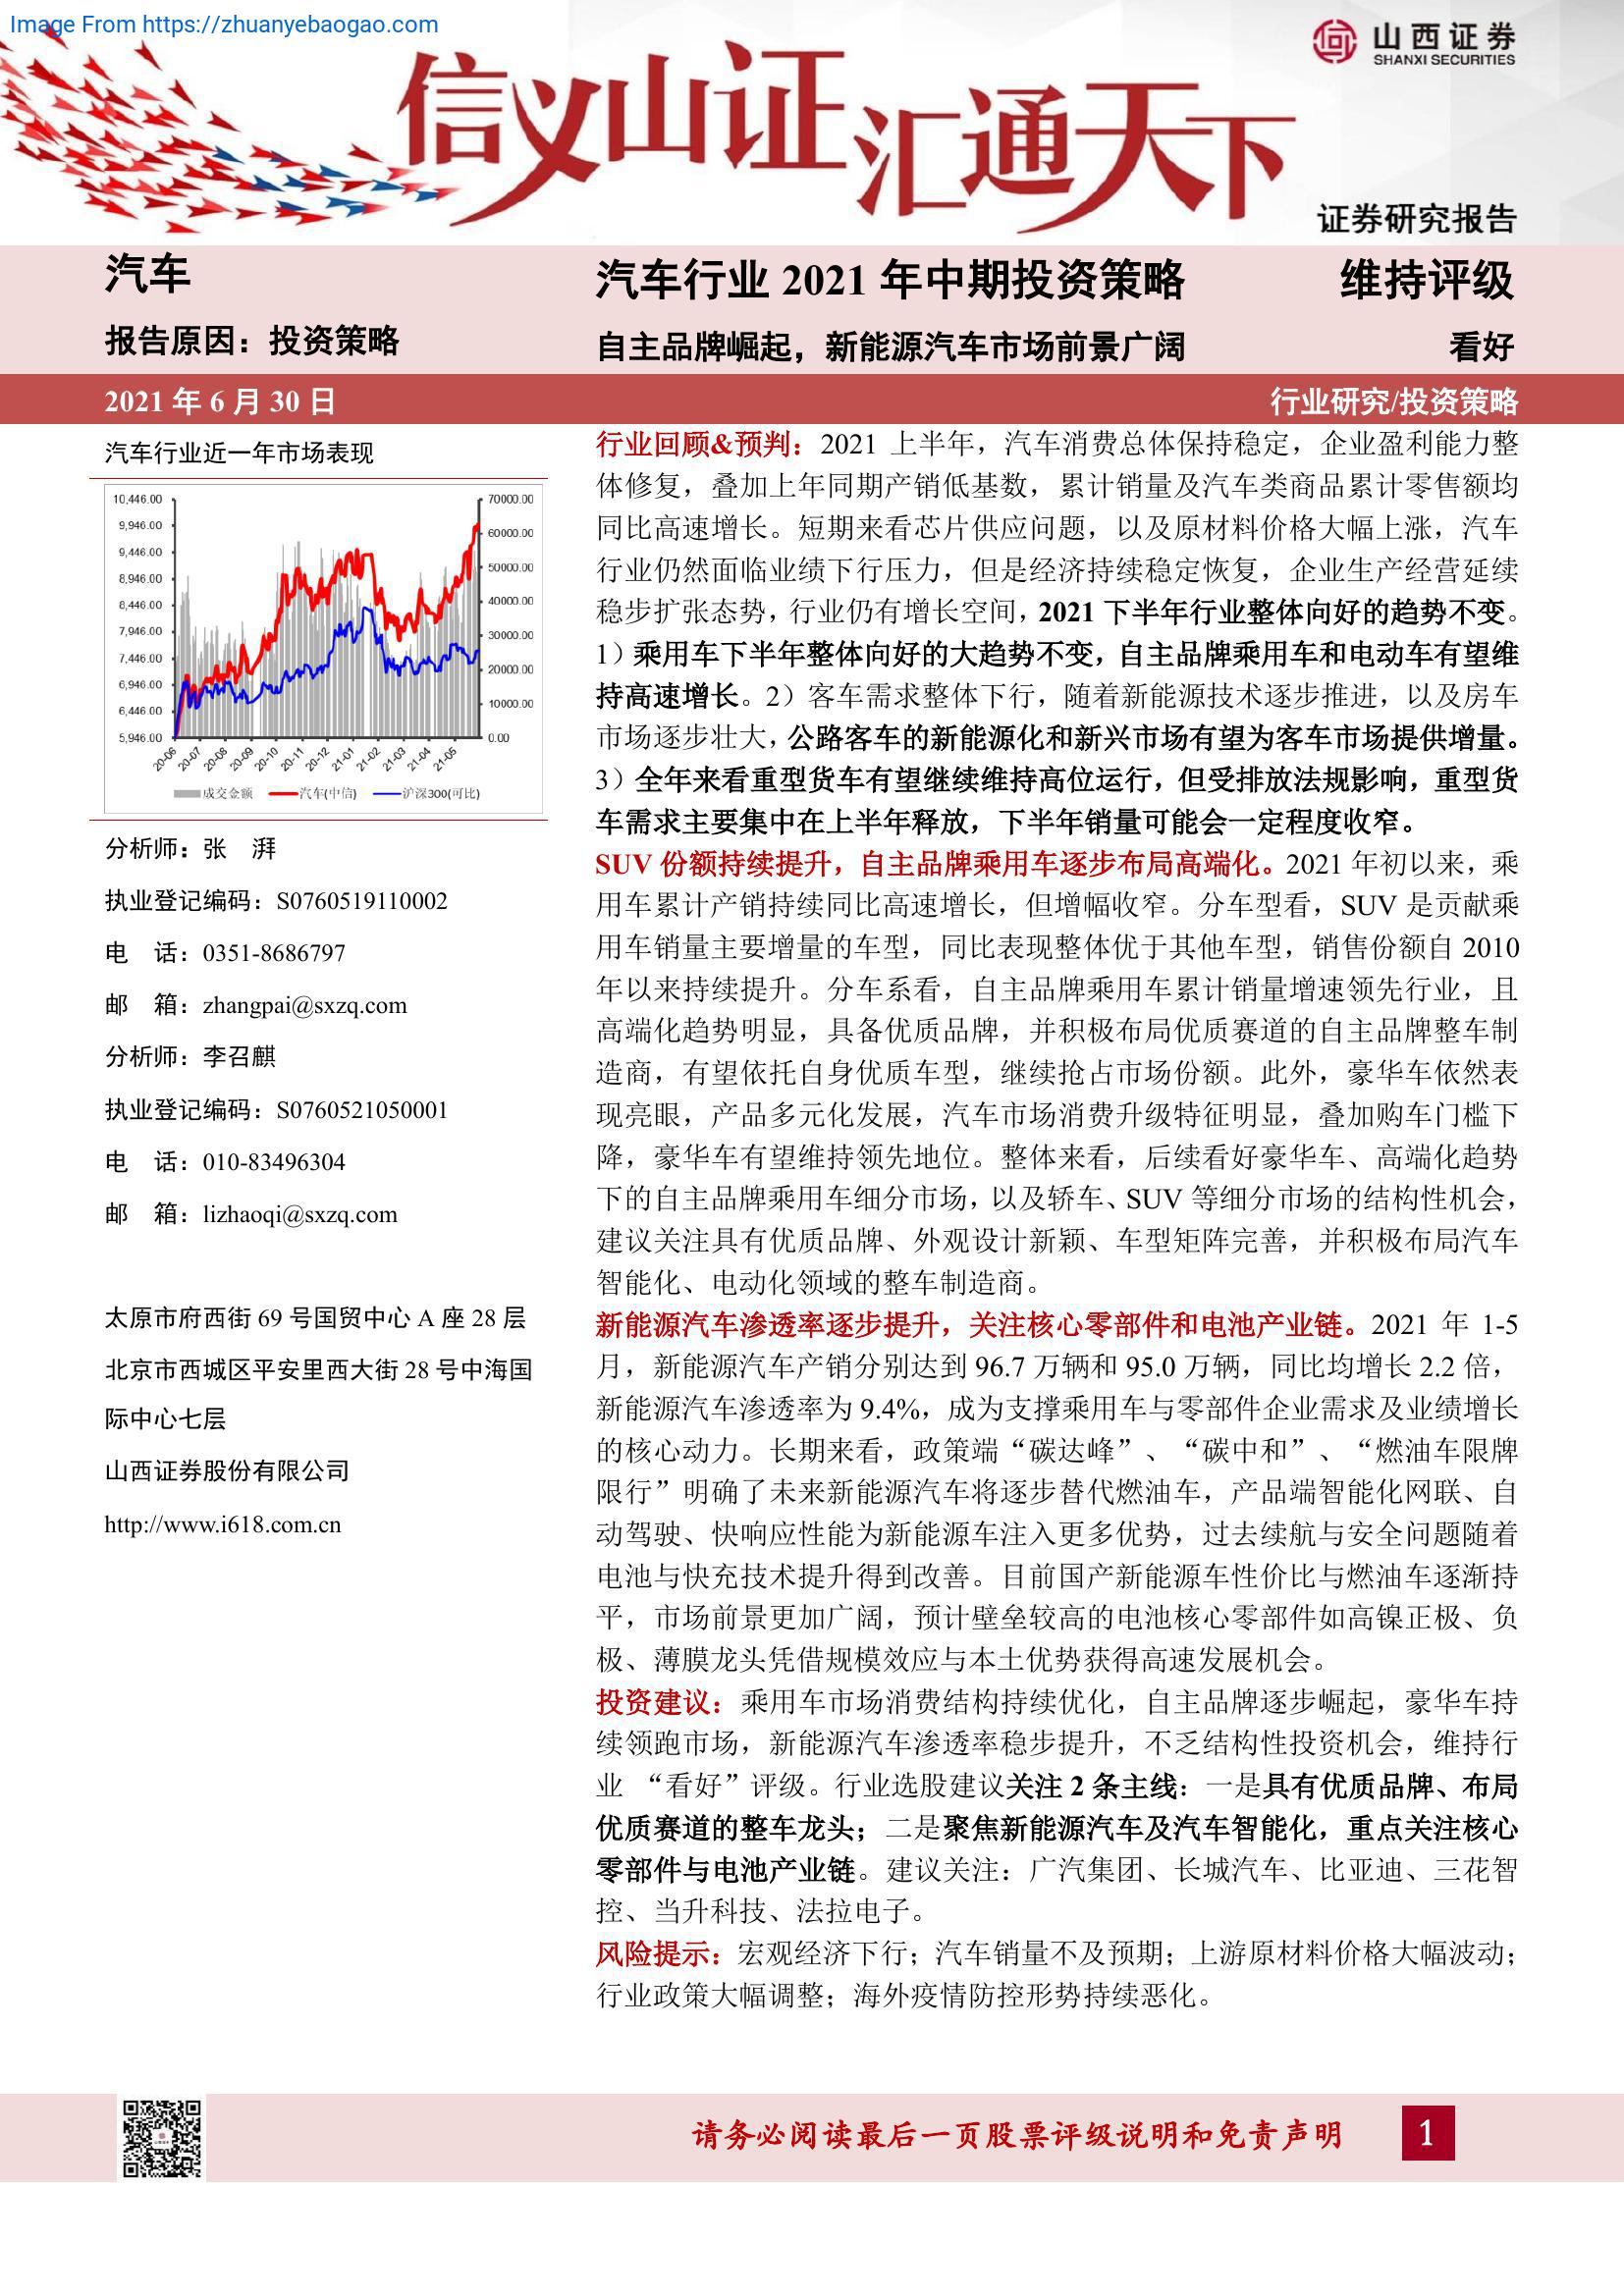 Image From https://zhuanyebaogao.com
山西证券
SHANXI SECURITIES
信义山证汇通天下
证券研究报告
汽车
报告原因：投资策略
汽车行业 2021 年中期投资策略
维持评级
自主品牌崛起，新能源汽车市场前景广阔
看好
2021 年 6 月 30 日
行业研究/投资策略
汽车行业近一年市场表现
10,446.00
9,946.00
9,446.00
8,946.00
8,446.00
7,946.00
7,446.00
6,946.00
6,446.00
5,946.00
70000.00
60000.00
50000.00
40000.00
30000.00
20000.00
10000.00
0.00
20-06
20-07
20-08
20-09
20-10
20-11
20-12
21-01
21-02
21-03
21-04
21-05
成交金额 汽车(中信) 沪深300(可比)
分析师：张 湃
执业登记编码：S0760519110002
电 话：0351-8686797
邮 箱：zhangpai@sxzq.com
分析师：李召麒
执业登记编码：S0760521050001
电 话：010-83496304
邮 箱：lizhaoqi@sxzq.com
太原市府西街 69 号国贸中心 A 座 28 层
北京市西城区平安里西大街 28 号中海国
际中心七层
山西证券股份有限公司
http://www.i618.com.cn
行业回顾&预判：2021 上半年，汽车消费总体保持稳定，企业盈利能力整
体修复，叠加上年同期产销低基数，累计销量及汽车类商品累计零售额均
同比高速增长。短期来看芯片供应问题，以及原材料价格大幅上涨，汽车
行业仍然面临业绩下行压力，但是经济持续稳定恢复，企业生产经营延续
稳步扩张态势，行业仍有增长空间，2021 下半年行业整体向好的趋势不变。
1）乘用车下半年整体向好的大趋势不变，自主品牌乘用车和电动车有望维
持高速增长。2）客车需求整体下行，随着新能源技术逐步推进，以及房车
市场逐步壮大，公路客车的新能源化和新兴市场有望为客车市场提供增量。
3）全年来看重型货车有望继续维持高位运行，但受排放法规影响，重型货
车需求主要集中在上半年释放，下半年销量可能会一定程度收窄。
SUV 份额持续提升，自主品牌乘用车逐步布局高端化。2021 年初以来，乘
用车累计产销持续同比高速增长，但增幅收窄。分车型看，SUV 是贡献乘
用车销量主要增量的车型，同比表现整体优于其他车型，销售份额自 2010
年以来持续提升。分车系看，自主品牌乘用车累计销量增速领先行业，且
高端化趋势明显，具备优质品牌，并积极布局优质赛道的自主品牌整车制
造商，有望依托自身优质车型，继续抢占市场份额。此外，豪华车依然表
现亮眼，产品多元化发展，汽车市场消费升级特征明显，叠加购车门槛下
降，豪华车有望维持领先地位。整体来看，后续看好豪华车、高端化趋势
下的自主品牌乘用车细分市场，以及轿车、SUV 等细分市场的结构性机会，
建议关注具有优质品牌、外观设计新颖、车型矩阵完善，并积极布局汽车
智能化、电动化领域的整车制造商。
新能源汽车渗透率逐步提升，关注核心零部件和电池产业链。2021 年 1-5
月，新能源汽车产销分别达到 96.7 万辆和 95.0 万辆，同比均增长 2.2 倍，
新能源汽车渗透率为 9.4%，成为支撑乘用车与零部件企业需求及业绩增长
的核心动力。长期来看，政策端“碳达峰”、“碳中和”、“燃油车限牌
限行”明确了未来新能源汽车将逐步替代燃油车，产品端智能化网联、自
动驾驶、快响应性能为新能源车注入更多优势，过去续航与安全问题随着
电池与快充技术提升得到改善。目前国产新能源车性价比与燃油车逐渐持
平，市场前景更加广阔，预计壁垒较高的电池核心零部件如高镍正极、负
极、薄膜龙头凭借规模效应与本土优势获得高速发展机会。
投资建议：乘用车市场消费结构持续优化，自主品牌逐步崛起，豪华车持
续领跑市场，新能源汽车渗透率稳步提升，不乏结构性投资机会，维持行
业 “看好”评级。行业选股建议关注 2 条主线：一是具有优质品牌、布局
优质赛道的整车龙头；二是聚焦新能源汽车及汽车智能化，重点关注核心
零部件与电池产业链。建议关注：广汽集团、长城汽车、比亚迪、三花智
控、当升科技、法拉电子。
风险提示：宏观经济下行；汽车销量不及预期；上游原材料价格大幅波动；
行业政策大幅调整；海外疫情防控形势持续恶化。
请务必阅读最后一页股票评级说明和免责声明
1